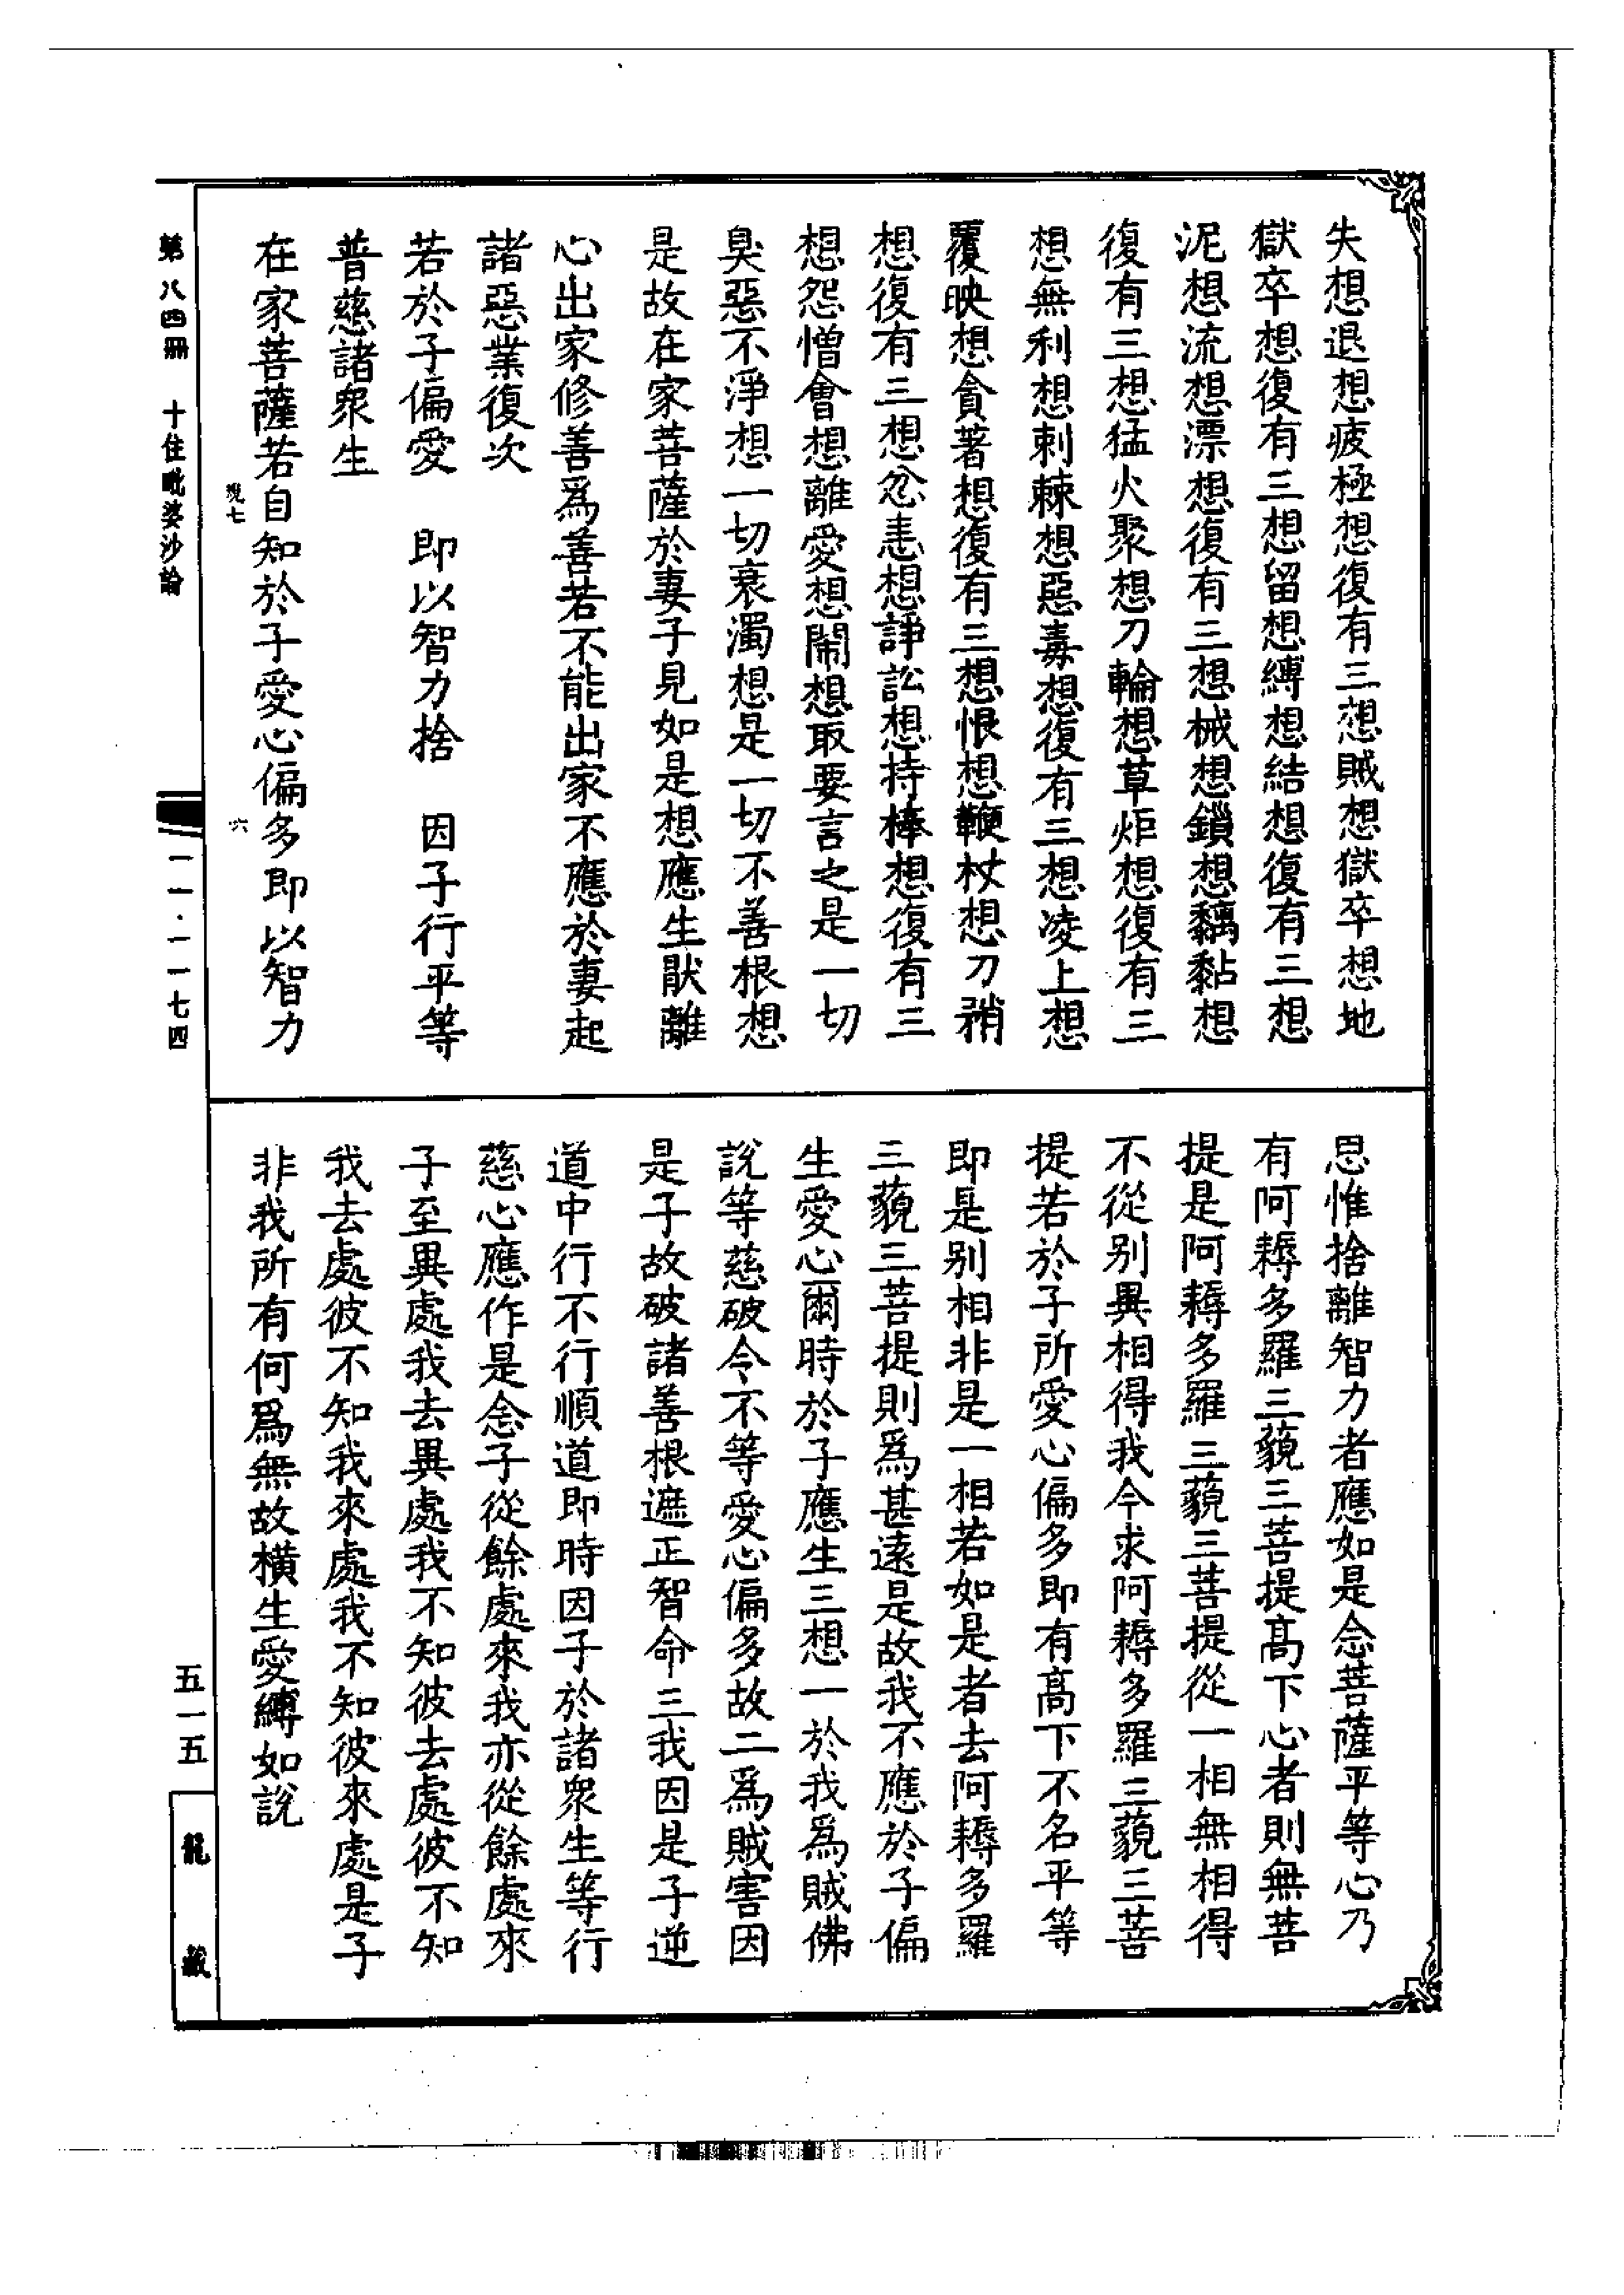 失想退想疲極想復有三想賊想獄卒想地
獄卒想復有三想留想縛想結想復有三想
泥想流想漂想復有三想械想鎖想黐黏想
復有三想猛火聚想刀輪想草炬想復有三
想無利想刺棘想惡毒想復有三想凌上想
覆映想貪著想復有三想恨想鞭杖想刀矟
想復有三想忿恚想諍訟想持棒想復有三
想怨憎會想離愛想鬧想取要言之是一切
臭惡不淨想一切衰濁想是一切不善根想
是故在家菩薩於妻子見如是想應生厭離
心出家修善爲善若不能出家不應於妻起
諸惡業復次
若於子偏愛　即以智力捨　因子行平等
普慈諸眾生
在家菩薩若自知於子愛心偏多即以智力
思惟捨離智力者應如是念菩薩平等心乃
有阿耨多羅三藐三菩提高下心者則無菩
提是阿耨多羅三藐三菩提從一相無相得
不從別異相得我今求阿耨多羅三藐三菩
提若於子所愛心偏多即有高下不名平等
即是別相非是一相若如是者去阿耨多羅
三藐三菩提則爲甚遠是故我不應於子偏
生愛心爾時於子應生三想一於我爲賊佛
說等慈破令不等愛心偏多故二爲賊害因
是子故破諸善根遮正智命三我因是子逆
道中行不行順道即時因子於諸衆生等行
慈心應作是念子從餘處來我亦從餘處來
子至異處我去異處我不知彼去處彼不知
我去處彼不知我來處我不知彼來處是子
非我所有何爲無故橫生愛縛如說
第八四冊　十住毗婆沙論
一一·一一七四
五一五
龍藏
六